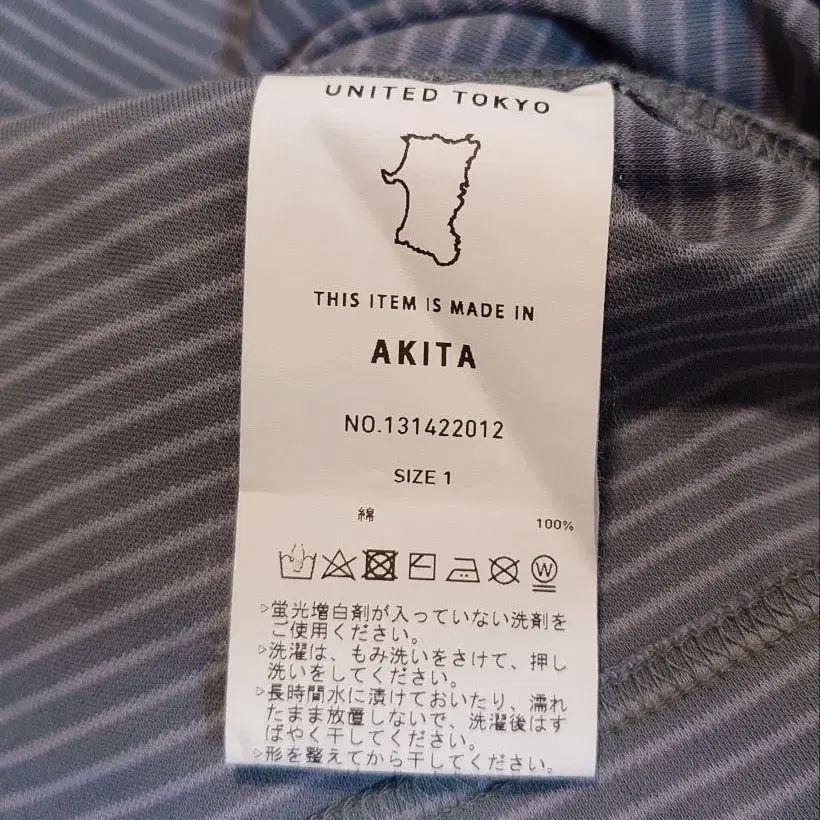 UNITED TOKYO
THIS ITEM IS MADE IN
AKITA
NO.131422012
SIZE 1
綿 100%
W
▷蛍光増白剤が入っていない洗剤を
ご使用ください。
▷洗濯は、もみ洗いをさけて、押し
洗いをしてください。
▷長時間水に漬けておいたり、濡れ
たまま放置しないで、洗濯後はす
ばやく干してください。
▷形を整えてから干してください。